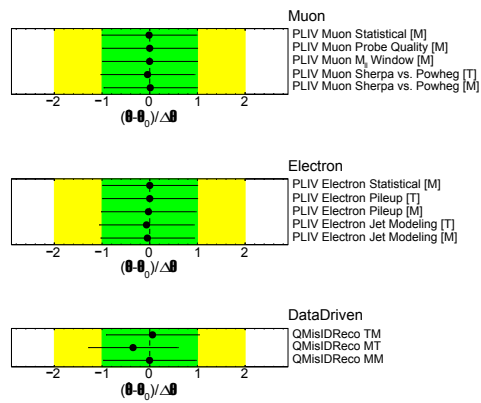 Muon
PLIV Muon Statistical [M]
PLIV Muon Probe Quality [M]
PLIV Muon M_ll Window [M]
PLIV Muon Sherpa vs. Powheg [T]
PLIV Muon Sherpa vs. Powheg [M]
−2 −1 0 1 2
(θ-θ₀)/Δθ
Electron
PLIV Electron Statistical [M]
PLIV Electron Pileup [T]
PLIV Electron Pileup [M]
PLIV Electron Jet Modeling [T]
PLIV Electron Jet Modeling [M]
−2 −1 0 1 2
(θ-θ₀)/Δθ
DataDriven
QMisIDReco TM
QMisIDReco MT
QMisIDReco MM
−2 −1 0 1 2
(θ-θ₀)/Δθ